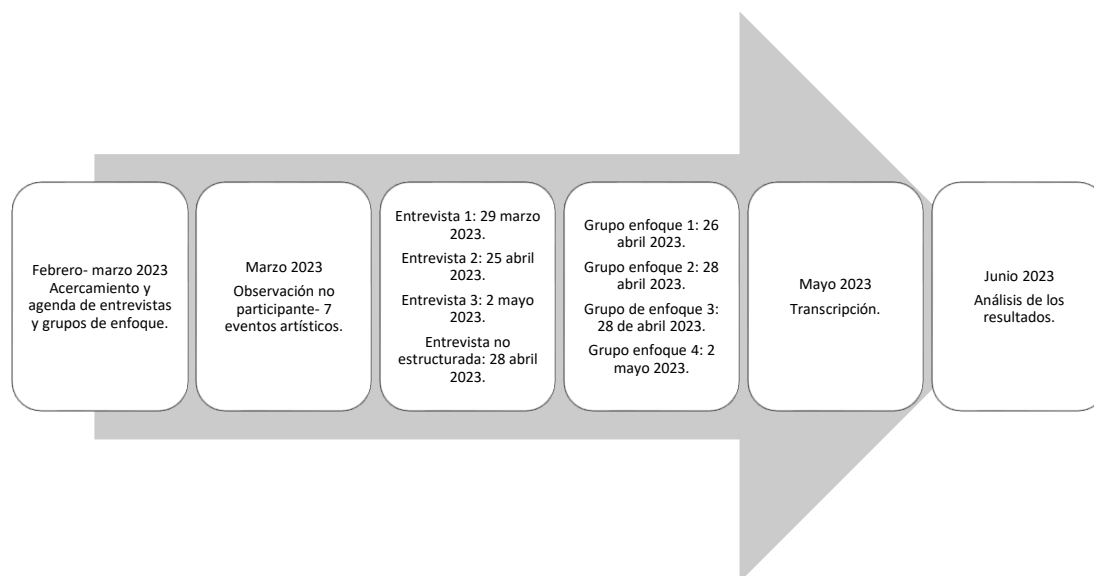 Febrero- marzo 2023
Acercamiento y
agenda de entrevistas
y grupos de enfoque.
Marzo 2023
Observación no
participante- 7
eventos artísticos.
Entrevista 1: 29 marzo
2023.
Entrevista 2: 25 abril
2023.
Entrevista 3: 2 mayo
2023.
Entrevista no
estructurada: 28 abril
2023.
Grupo enfoque 1: 26
abril 2023.
Grupo enfoque 2: 28
abril 2023.
Grupo de enfoque 3:
28 de abril 2023.
Grupo enfoque 4: 2
mayo 2023.
Mayo 2023
Transcripción.
Junio 2023
Análisis de los
resultados.